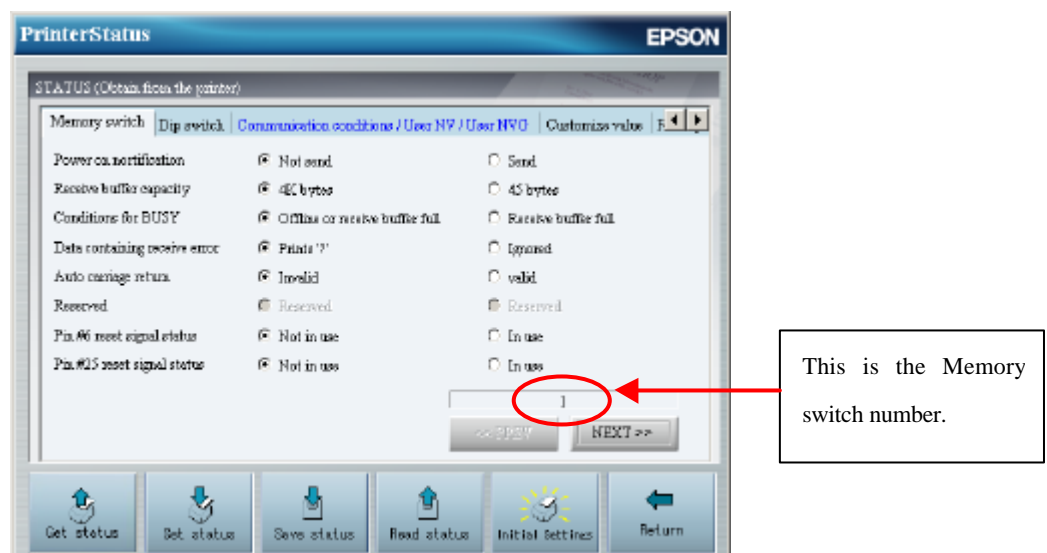 PrinterStatus EPSON
STATUS (Obtain from the printer)
Memory switch Dip switch Communication conditions / User NV / User NVG Customize value
Power on nortification Not send Send
Receive buffer capacity 4K bytes 45 bytes
Conditions for BUSY Offline or receive buffer full Receive buffer full
Data containing receive error Prints '?' Ignored
Auto carriage return Invalid valid
Reserved Reserved Reserved
Pin #6 reset signal status Not in use In use
Pin #25 reset signal status Not in use In use
1
<< PREV NEXT >>
Get status Set status Save status Read status Initial Settings Return
This is the Memory
switch number.